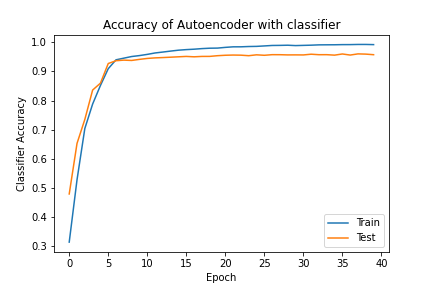 Accuracy of Autoencoder with classifier
Classifier Accuracy
1.0
0.9
0.8
0.7
0.6
0.5
0.4
0.3
Train
Test
0 5 10 15 20 25 30 35 40
Epoch